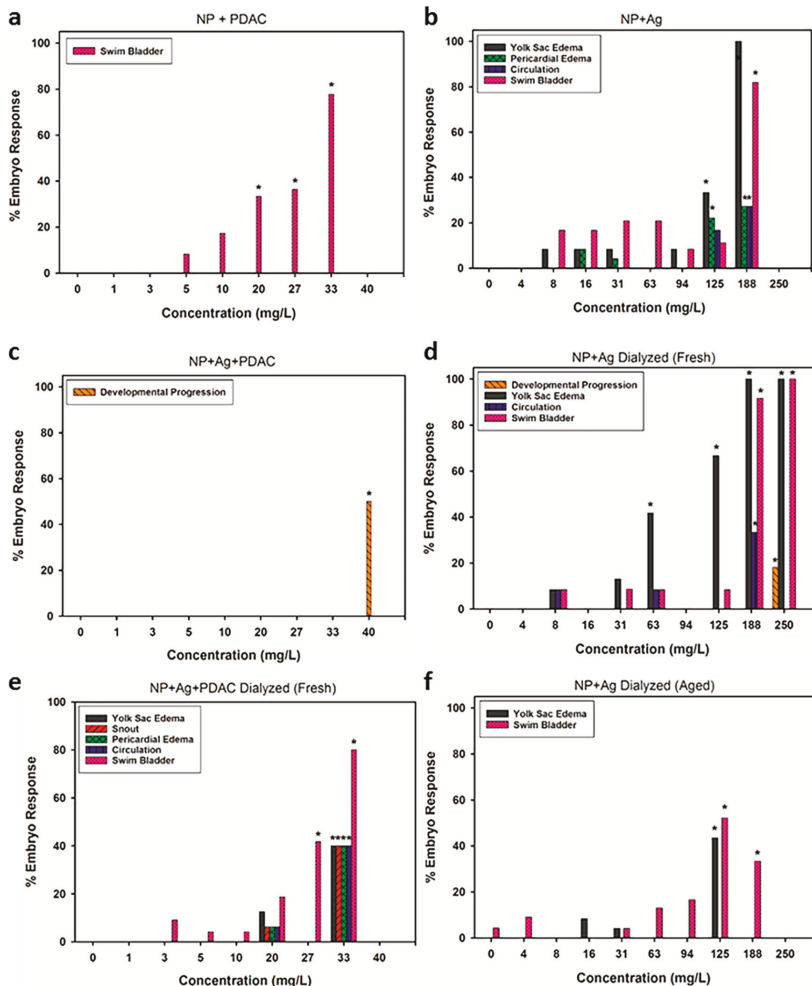 a
NP + PDAC
% Embryo Response
100
80
60
40
20
0
Swim Bladder
*
*
*
0 1 3 5 10 20 27 33 40
Concentration (mg/L)
b
NP+Ag
% Embryo Response
100
80
60
40
20
0
Yolk Sac Edema
Pericardial Edema
Circulation
Swim Bladder
*
*
**
*
0 4 8 16 31 63 94 125 188 250
Concentration (mg/L)
c
NP+Ag+PDAC
% Embryo Response
100
80
60
40
20
0
Developmental Progression
*
0 1 3 5 10 20 27 33 40
Concentration (mg/L)
d
NP+Ag Dialyzed (Fresh)
% Embryo Response
100
80
60
40
20
0
Developmental Progression
Yolk Sac Edema
Circulation
Swim Bladder
*
*
*
*
*
*
*
*
0 4 8 16 31 63 94 125 188 250
Concentration (mg/L)
e
NP+Ag+PDAC Dialyzed (Fresh)
% Embryo Response
100
80
60
40
20
0
Yolk Sac Edema
Snout
Pericardial Edema
Circulation
Swim Bladder
*
****
*
0 1 3 5 10 20 27 33 40
Concentration (mg/L)
f
NP+Ag Dialyzed (Aged)
% Embryo Response
100
80
60
40
20
0
Yolk Sac Edema
Swim Bladder
*
*
*
0 4 8 16 31 63 94 125 188 250
Concentration (mg/L)